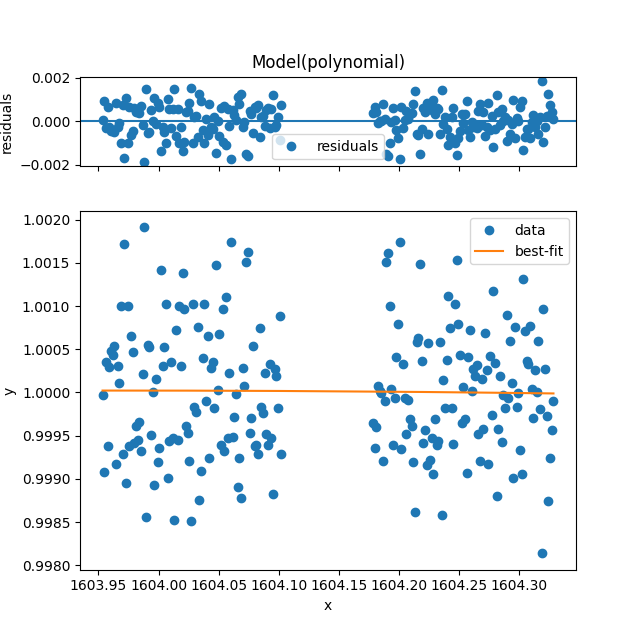 Model(polynomial)
0.002
0.000
−0.002
residuals
residuals
1.0020
1.0015
1.0010
1.0005
1.0000
0.9995
0.9990
0.9985
0.9980
y
data
best-fit
1603.95 1604.00 1604.05 1604.10 1604.15 1604.20 1604.25 1604.30
x